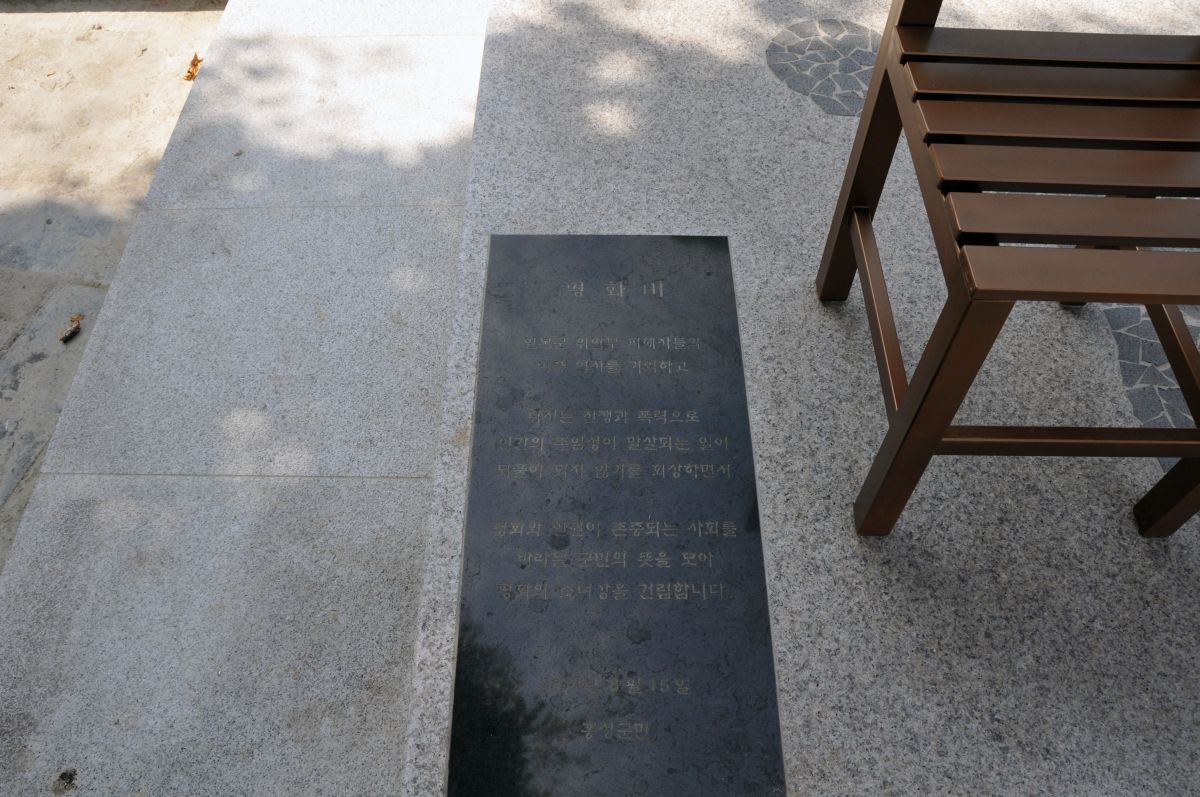 평화비
일본군 위안부 피해자들의
아픈 역사를 기억하고
다시는 전쟁과 폭력으로
인간의 존엄성이 말살되는 일이
되풀이 되지 않기를
평화와 인권이 존중되는 사회를
바라는 군민의 뜻을 모아
평화의 소녀상을 건립합니다
8월 15일
홍성군민